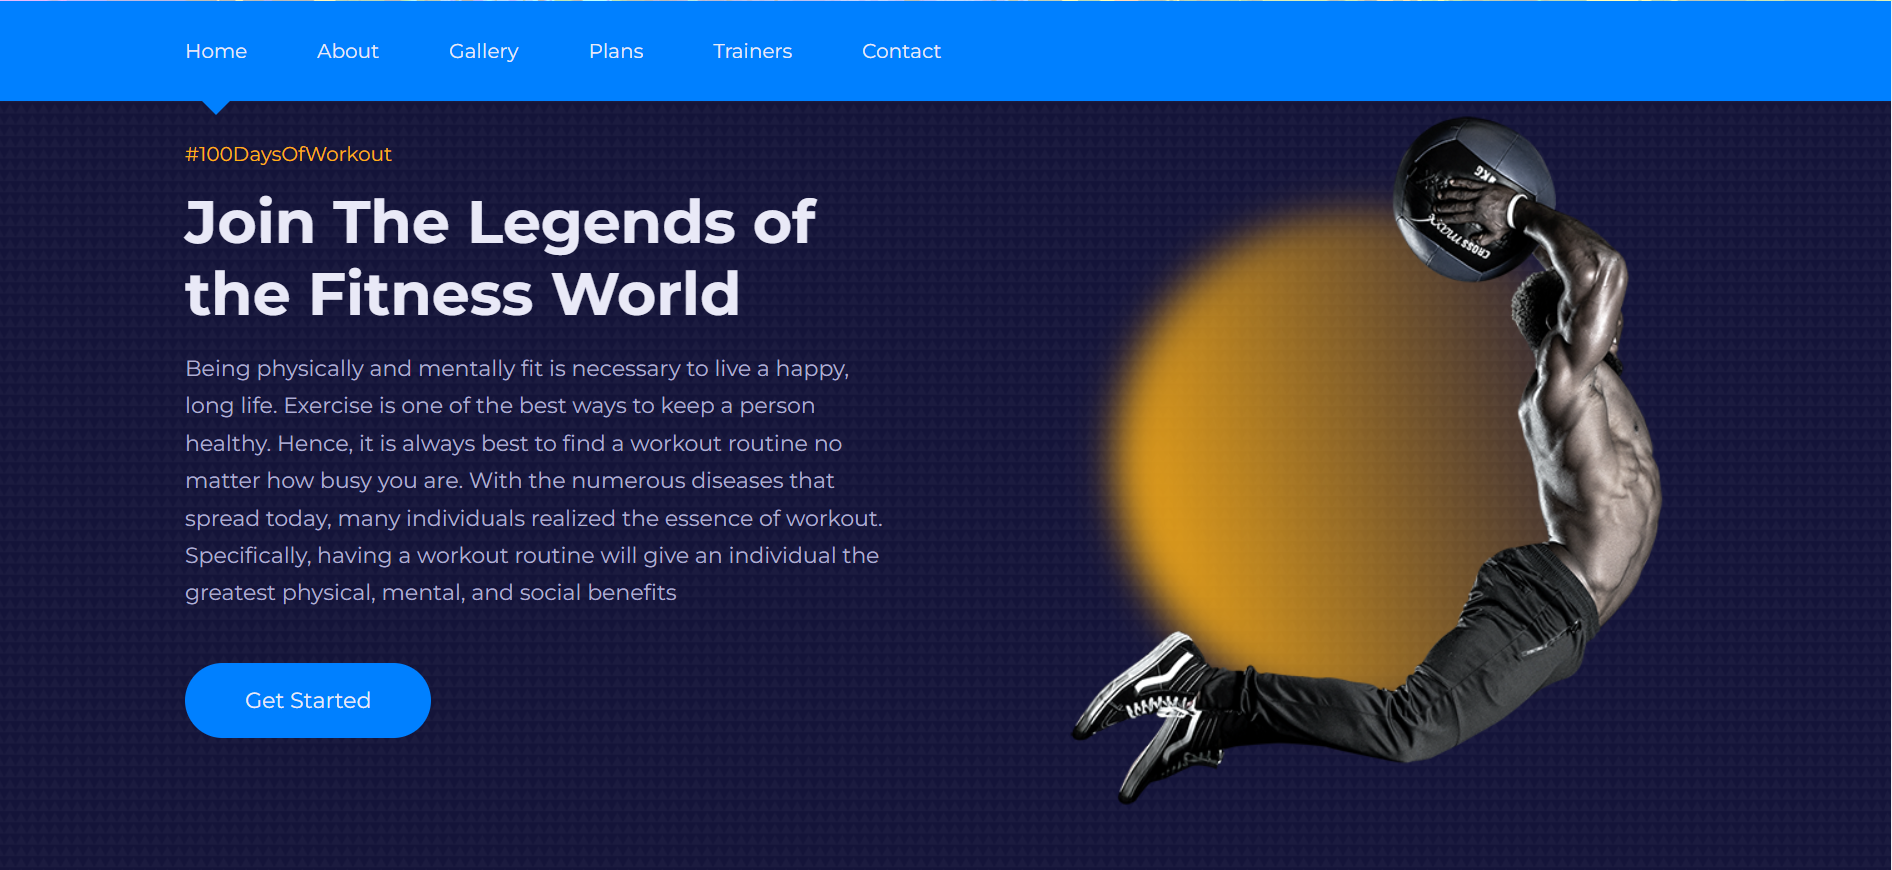 Home About Gallery Plans Trainers Contact
#100DaysOfWorkout
Join The Legends of
the Fitness World
Being physically and mentally fit is necessary to live a happy,
long life. Exercise is one of the best ways to keep a person
healthy. Hence, it is always best to find a workout routine no
matter how busy you are. With the numerous diseases that
spread today, many individuals realized the essence of workout.
Specifically, having a workout routine will give an individual the
greatest physical, mental, and social benefits
Get Started
KG
CROSS maxx